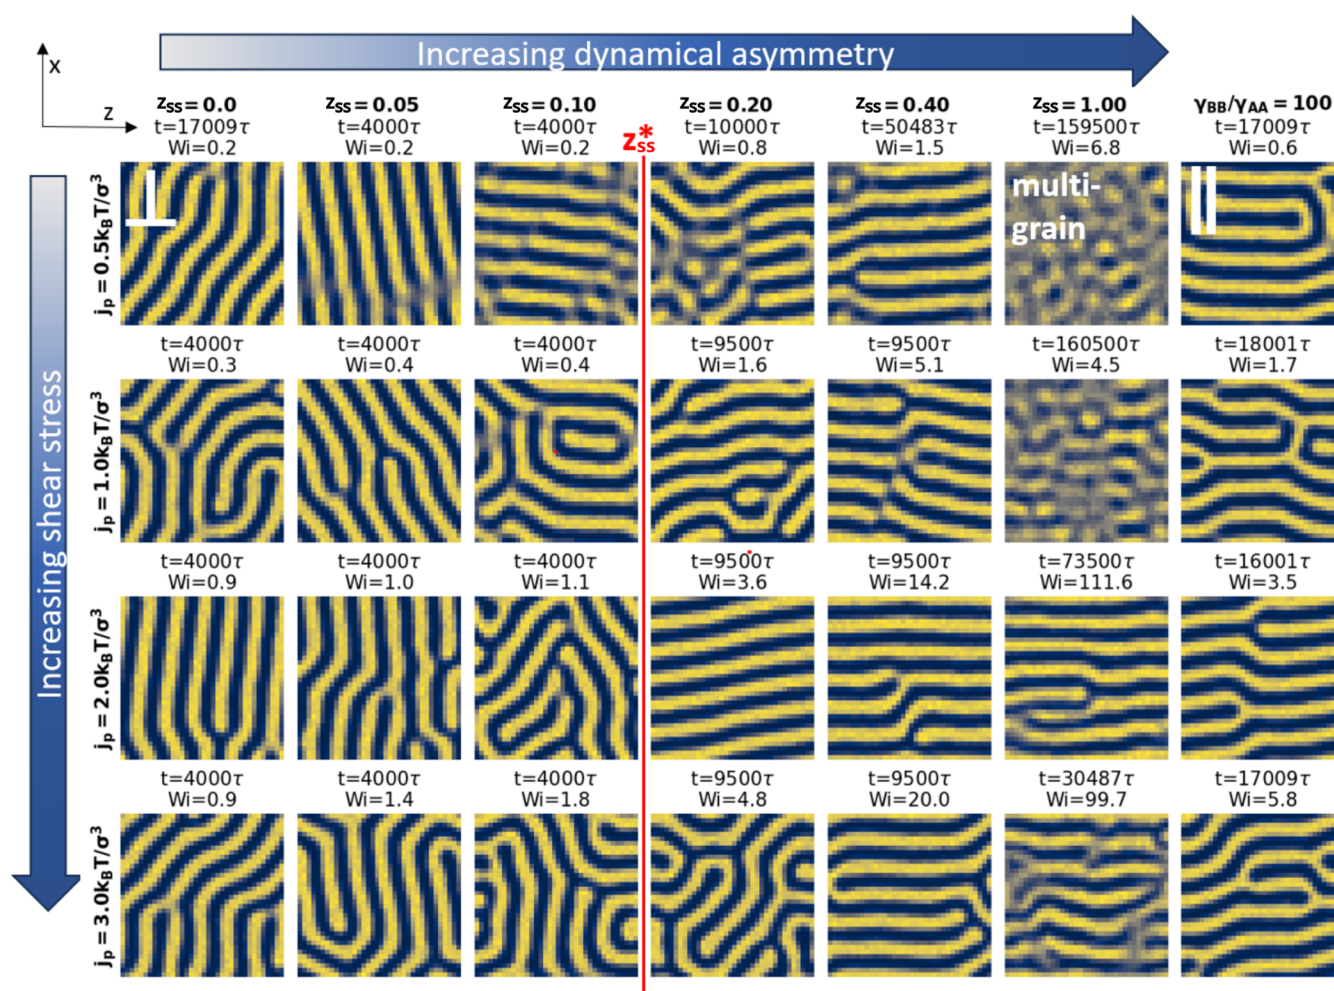 Increasing dynamical asymmetry
x
z
z_SS = 0.0 z_SS = 0.05 z_SS = 0.10 z_SS = 0.20 z_SS = 0.40 z_SS = 1.00 γ_BB/γ_AA = 100
t=17009τ t=4000τ t=4000τ t=10000τ t=50483τ t=159500τ t=17009τ
Wi=0.2 Wi=0.2 Wi=0.2 Wi=0.8 Wi=1.5 Wi=6.8 Wi=0.6
z*_ss
Increasing shear stress
j_p = 0.5k_BT/σ³
multi-
grain
t=4000τ t=4000τ t=4000τ t=9500τ t=9500τ t=160500τ t=18001τ
Wi=0.3 Wi=0.4 Wi=0.4 Wi=1.6 Wi=5.1 Wi=4.5 Wi=1.7
j_p = 1.0k_BT/σ³
t=4000τ t=4000τ t=4000τ t=9500τ t=9500τ t=73500τ t=16001τ
Wi=0.9 Wi=1.0 Wi=1.1 Wi=3.6 Wi=14.2 Wi=111.6 Wi=3.5
j_p = 2.0k_BT/σ³
t=4000τ t=4000τ t=4000τ t=9500τ t=9500τ t=30487τ t=17009τ
Wi=0.9 Wi=1.4 Wi=1.8 Wi=4.8 Wi=20.0 Wi=99.7 Wi=5.8
j_p = 3.0k_BT/σ³